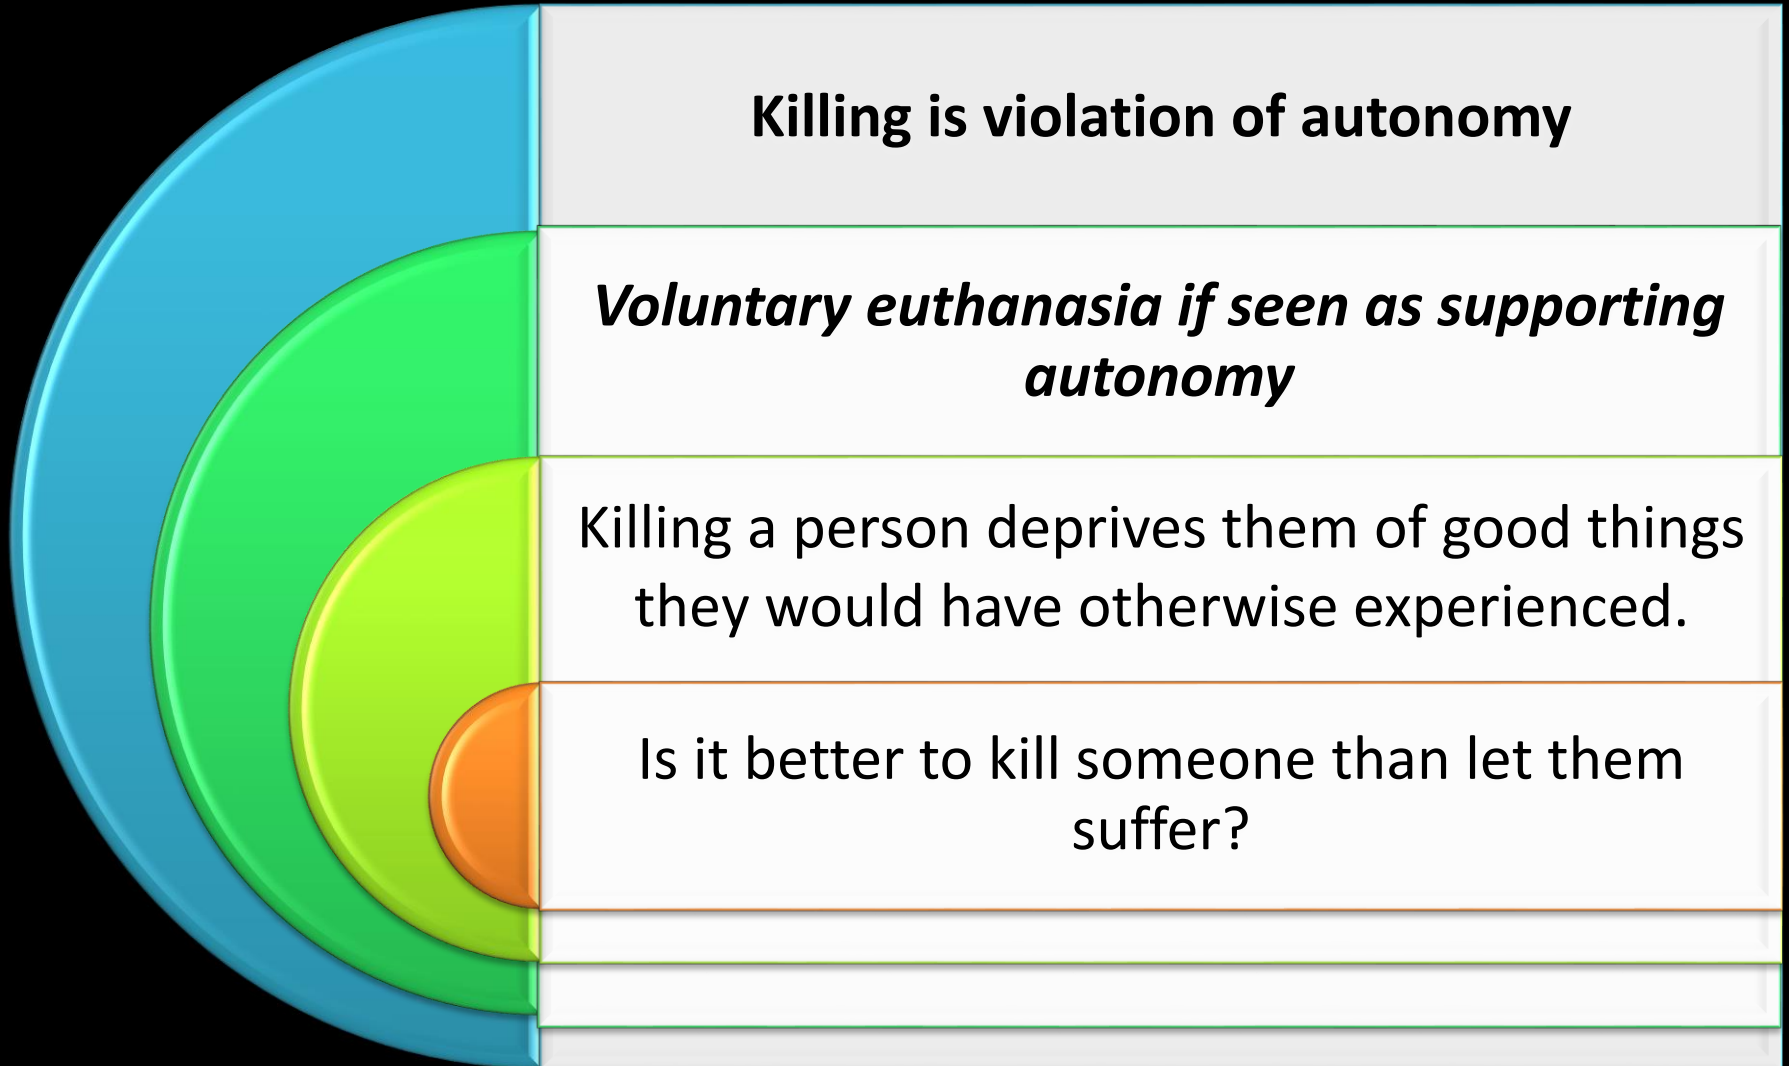 Killing is violation of autonomy
Voluntary euthanasia if seen as supporting
autonomy
Killing a person deprives them of good things
they would have otherwise experienced.
Is it better to kill someone than let them
suffer?